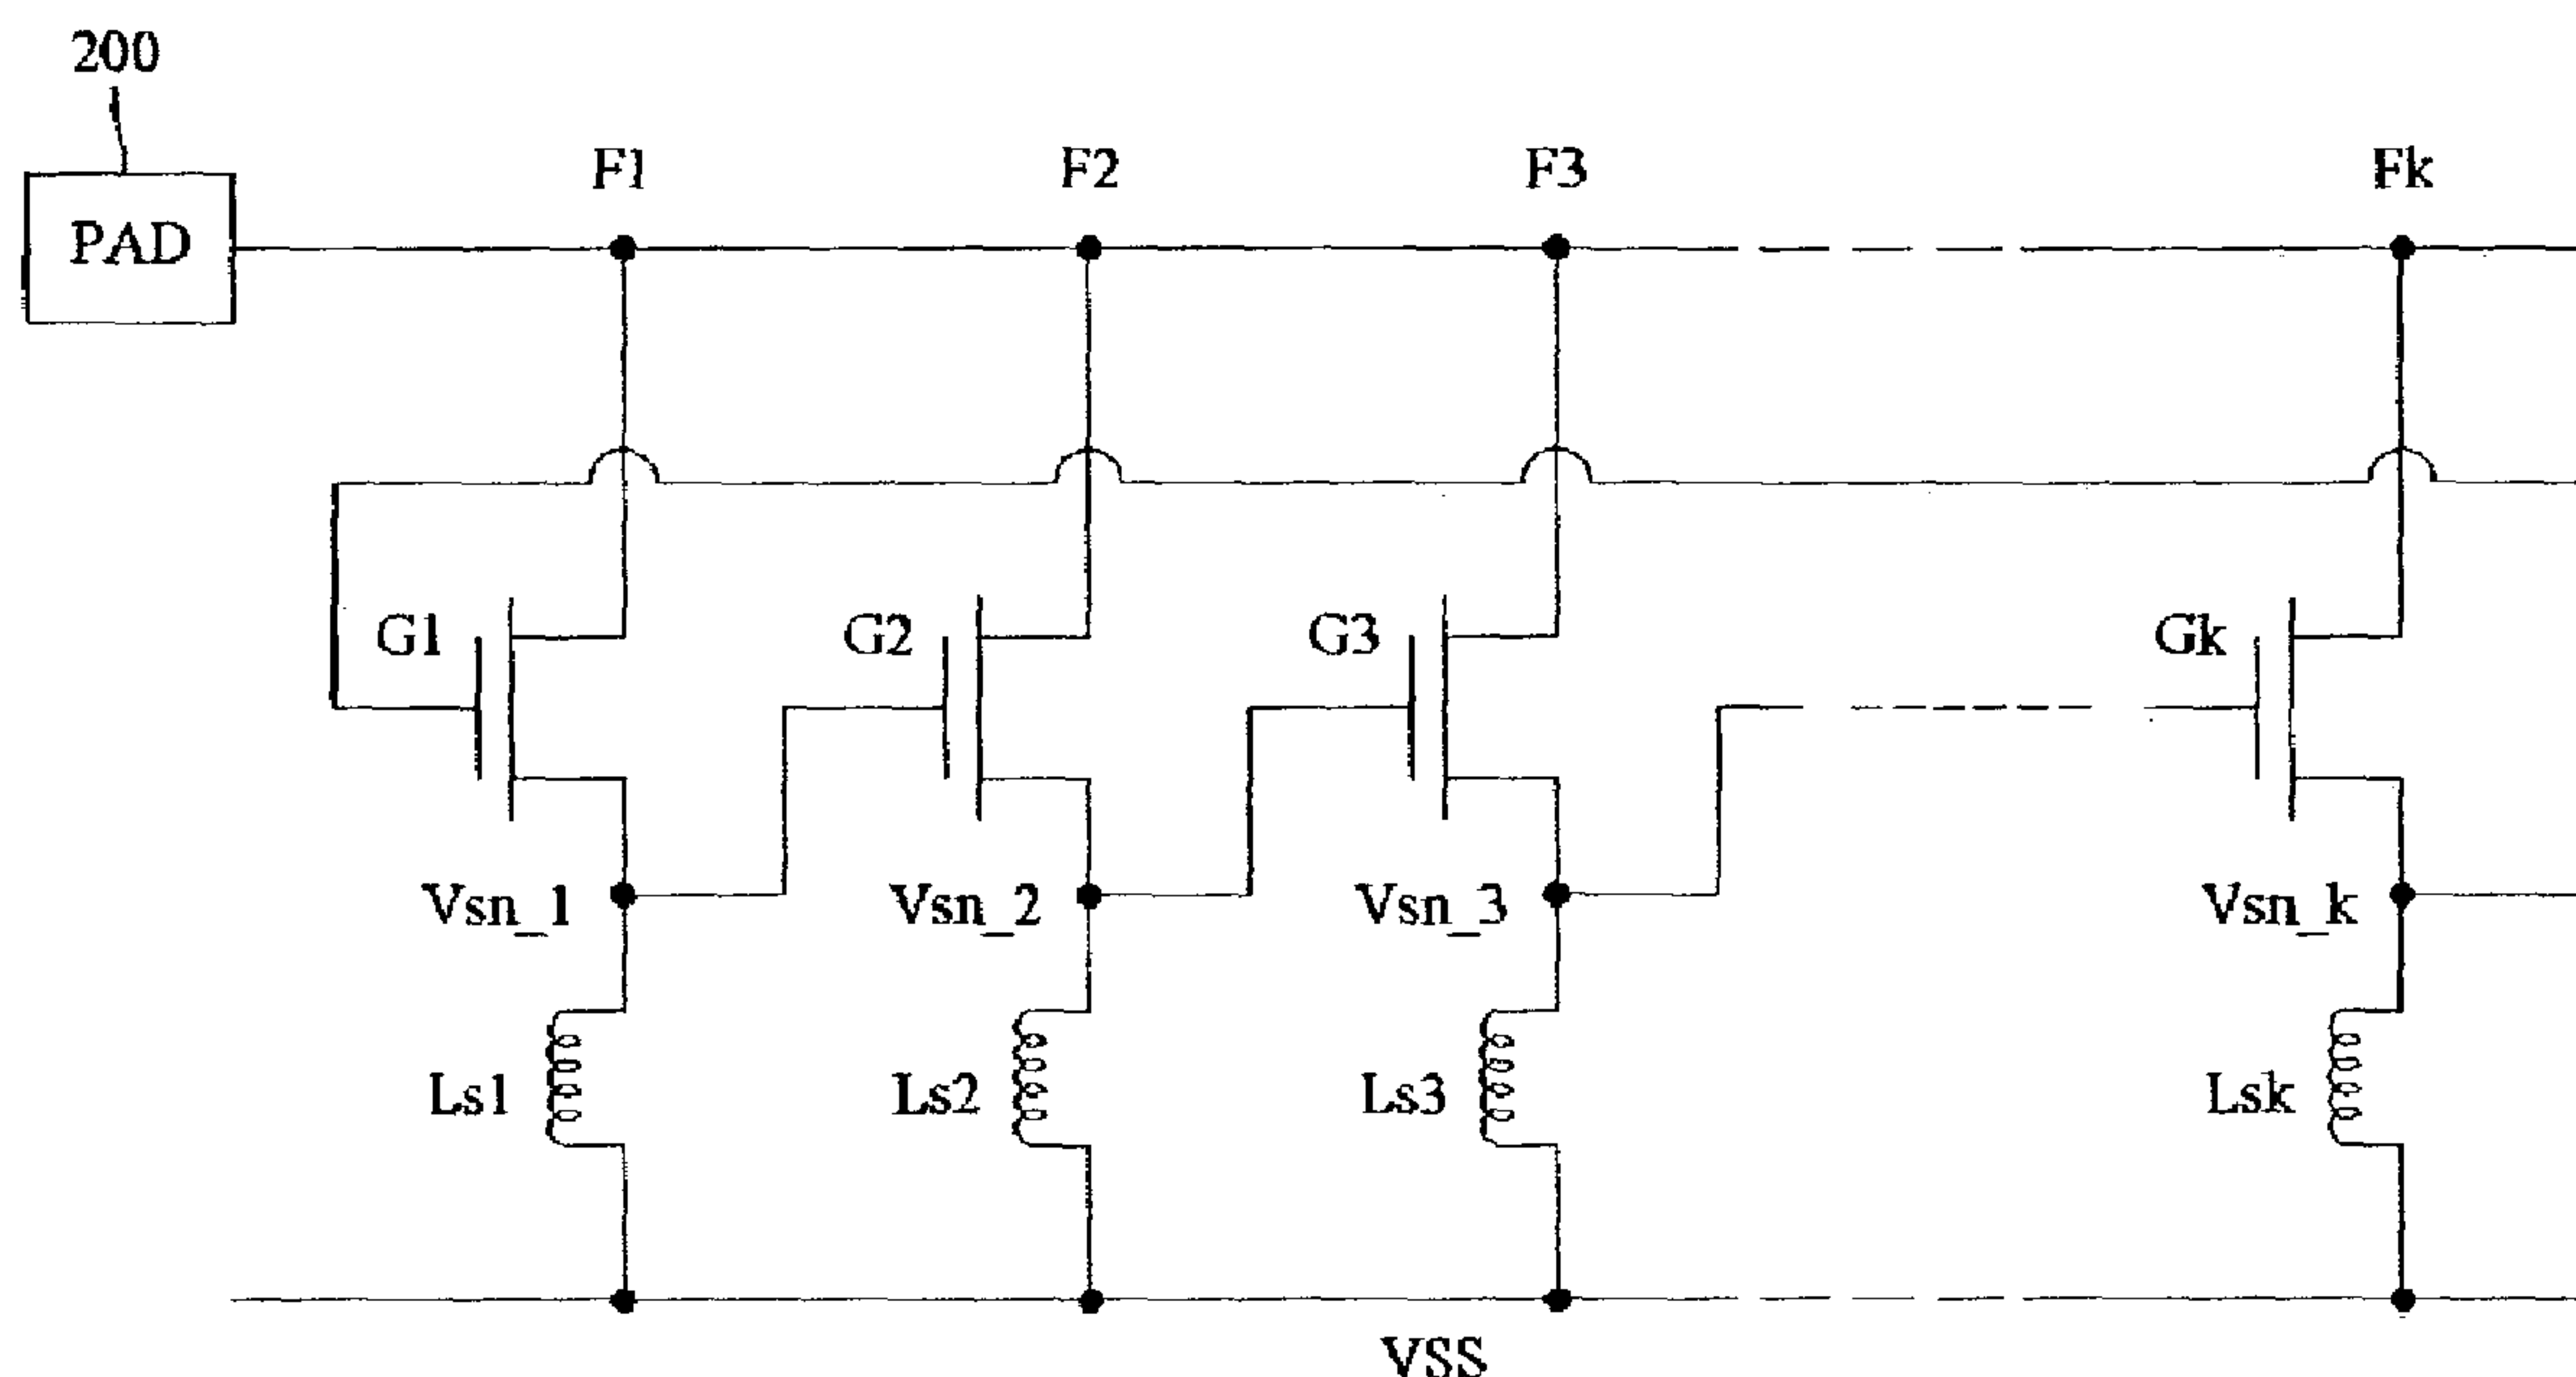 200
F1 F2 F3 Fk
PAD
G1 G2 G3 Gk
Vsn_1 Vsn_2 Vsn_3 Vsn_k
Ls1 Ls2 Ls3 Lsk
VSS